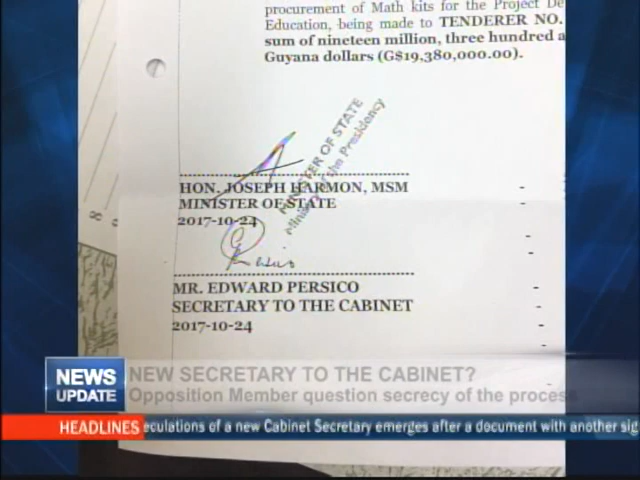 procurement of Math kits for the Project De
Education, being made to TENDERER NO.
sum of nineteen million, three hundred a
Guyana dollars (G$19,380,000.00).
MINISTER OF STATE
Ministry of the Presidency
HON. JOSEPH HARMON, MSM
MINISTER OF STATE
2017-10-24
MR. EDWARD PERSICO
SECRETARY TO THE CABINET
2017-10-24
NEWS UPDATE
NEW SECRETARY TO THE CABINET?
Opposition Member question secrecy of the process
HEADLINES
eculations of a new Cabinet Secretary emerges after a document with another sig